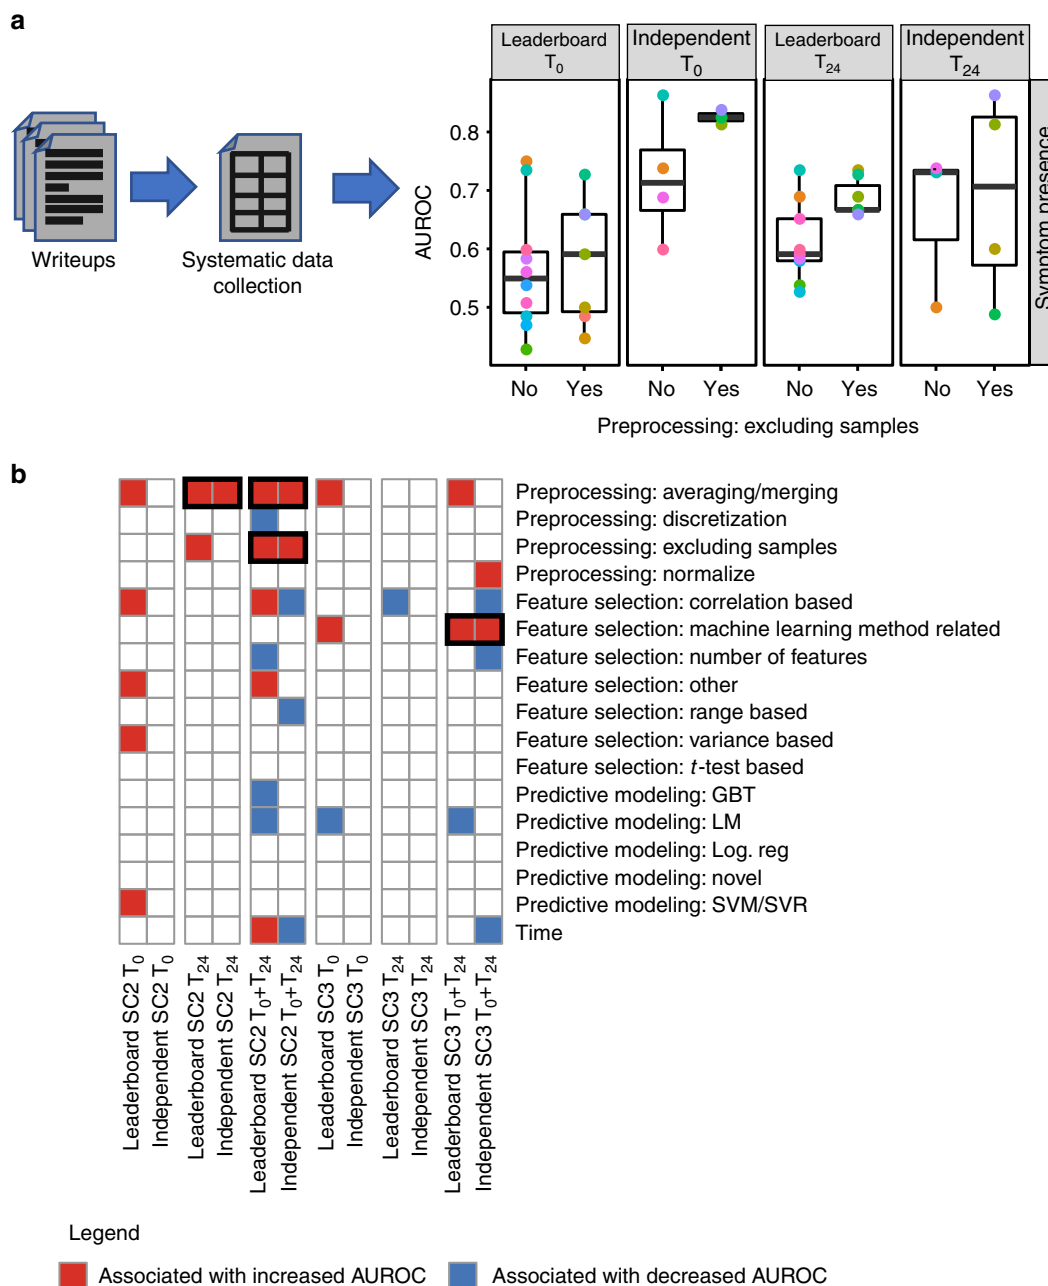 a
Writeups
Systematic data
collection
Leaderboard
T0
Independent
T0
Leaderboard
T24
Independent
T24
AUROC
0.8
0.7
0.6
0.5
Symptom presence
No Yes No Yes No Yes No Yes
Preprocessing: excluding samples
b
Preprocessing: averaging/merging
Preprocessing: discretization
Preprocessing: excluding samples
Preprocessing: normalize
Feature selection: correlation based
Feature selection: machine learning method related
Feature selection: number of features
Feature selection: other
Feature selection: range based
Feature selection: variance based
Feature selection: t-test based
Predictive modeling: GBT
Predictive modeling: LM
Predictive modeling: Log. reg
Predictive modeling: novel
Predictive modeling: SVM/SVR
Time
Leaderboard SC2 T0
Independent SC2 T0
Leaderboard SC2 T24
Independent SC2 T24
Leaderboard SC2 T0+T24
Independent SC2 T0+T24
Leaderboard SC3 T0
Independent SC3 T0
Leaderboard SC3 T24
Independent SC3 T24
Leaderboard SC3 T0+T24
Independent SC3 T0+T24
Legend
Associated with increased AUROC
Associated with decreased AUROC